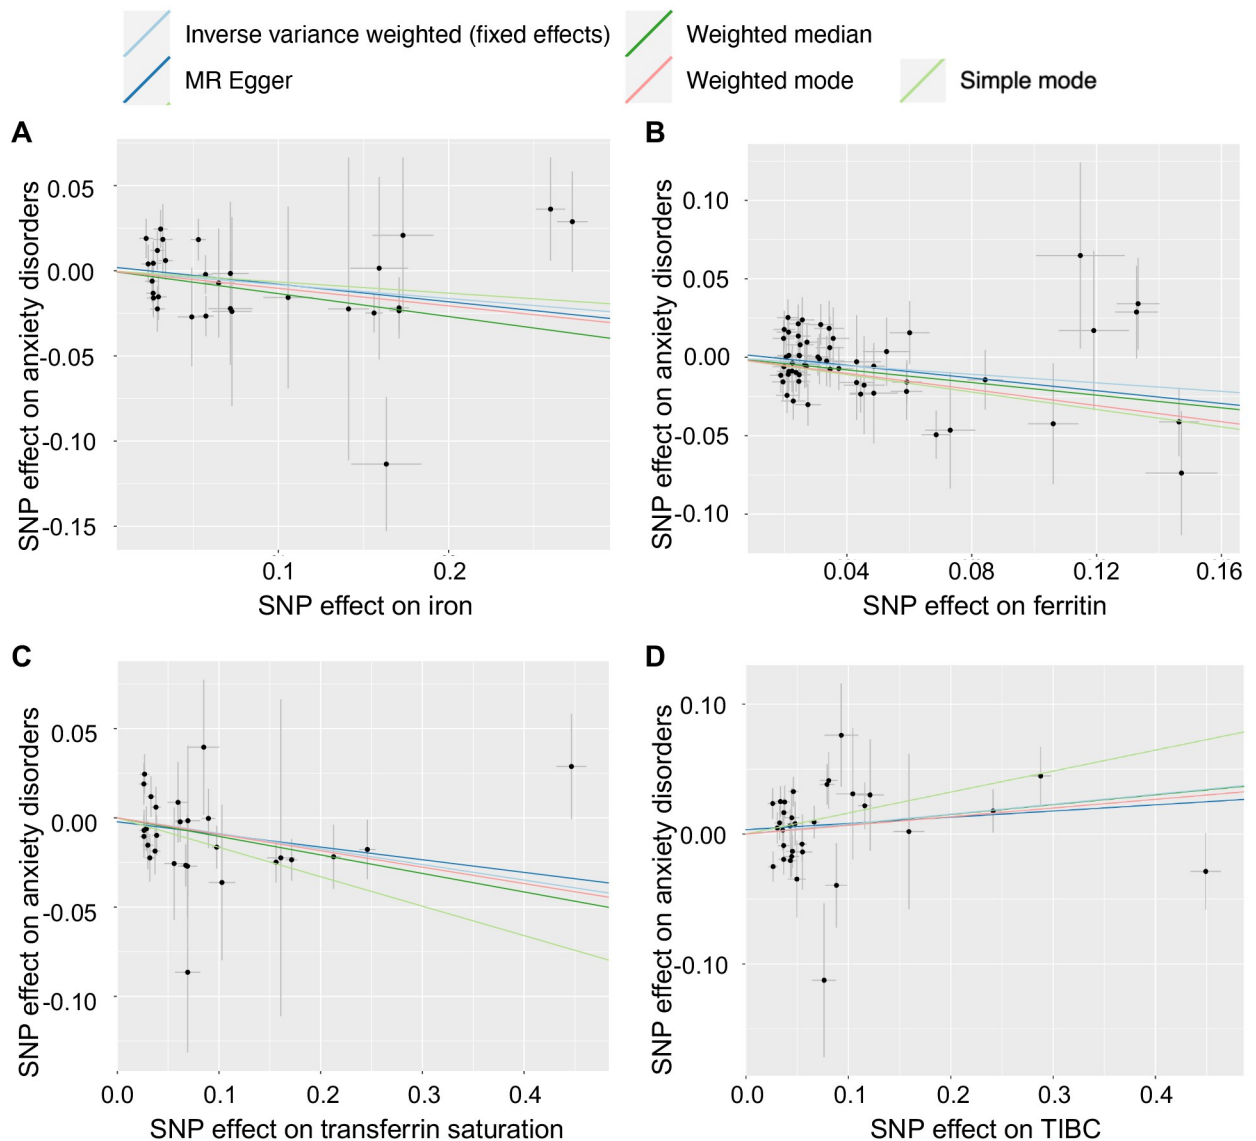 Inverse variance weighted (fixed effects)
Weighted median
MR Egger
Weighted mode
Simple mode
A
SNP effect on anxiety disorders
0.05
0.00
-0.05
-0.10
-0.15
0.1
0.2
SNP effect on iron
B
SNP effect on anxiety disorders
0.10
0.05
0.00
-0.05
-0.10
0.04
0.08
0.12
0.16
SNP effect on ferritin
C
SNP effect on anxiety disorders
0.05
0.00
-0.05
-0.10
0.0
0.1
0.2
0.3
0.4
SNP effect on transferrin saturation
D
SNP effect on anxiety disorders
0.10
0.00
-0.10
0.0
0.1
0.2
0.3
0.4
SNP effect on TIBC